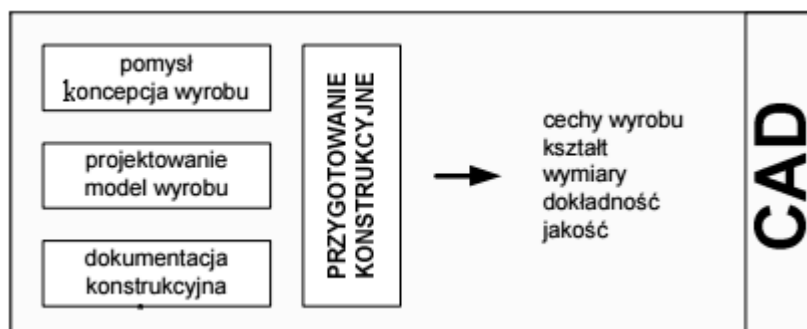 pomysł
koncepcja wyrobu
projektowanie
model wyrobu
dokumentacja
konstrukcyjna
PRZYGOTOWANIE
KONSTRUKCYJNE
cechy wyrobu
kształt
wymiary
dokładność
jakość
CAD